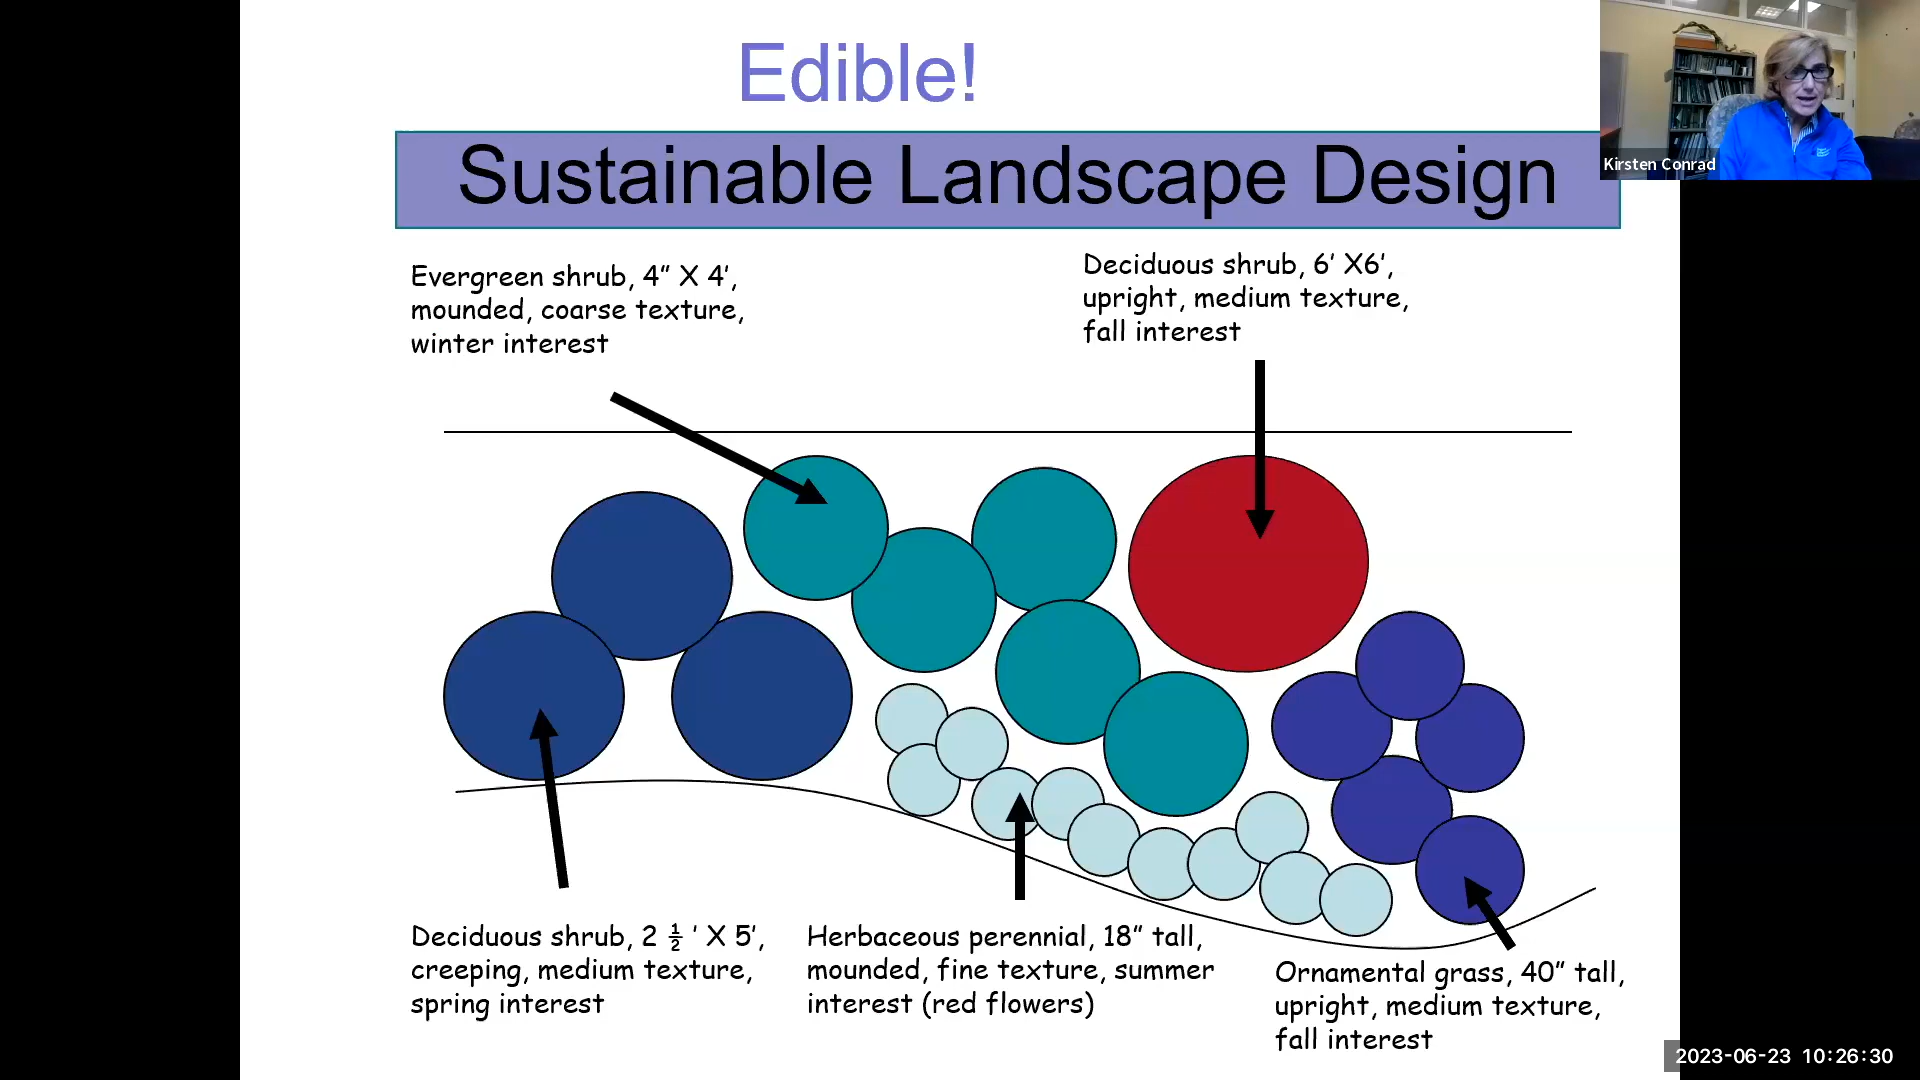 Edible!
Sustainable Landscape Design
Kirsten Conrad
Evergreen shrub, 4” X 4’,
mounded, coarse texture,
winter interest
Deciduous shrub, 6’ X6’,
upright, medium texture,
fall interest
Deciduous shrub, 2 ½ ’ X 5’,
creeping, medium texture,
spring interest
Herbaceous perennial, 18” tall,
mounded, fine texture, summer
interest (red flowers)
Ornamental grass, 40” tall,
upright, medium texture,
fall interest
2023-06-23 10:26:30